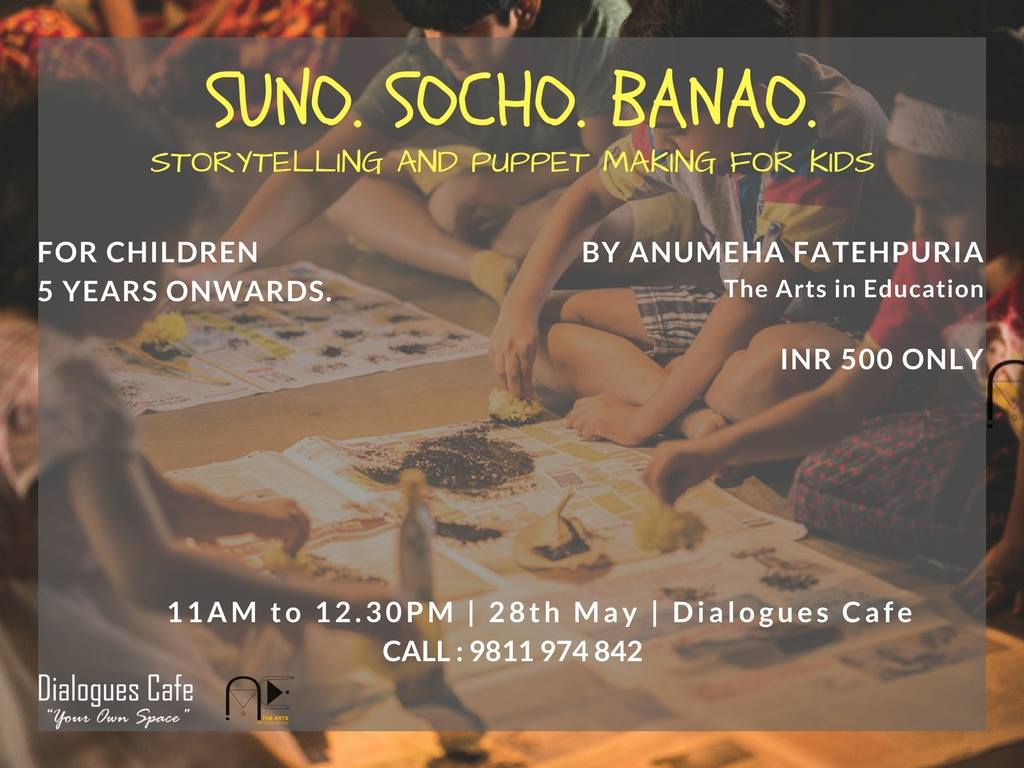 SUNO. SOCHO. BANAO.
STORYTELLING AND PUPPET MAKING FOR KIDS
FOR CHILDREN
5 YEARS ONWARDS.
BY ANUMEHA FATEHPURIA
The Arts in Education
INR 500 ONLY
11AM to 12.30PM | 28th May | Dialogues Cafe
CALL : 9811 974 842
Dialogues Cafe
"Your Own Space"
THE ARTS